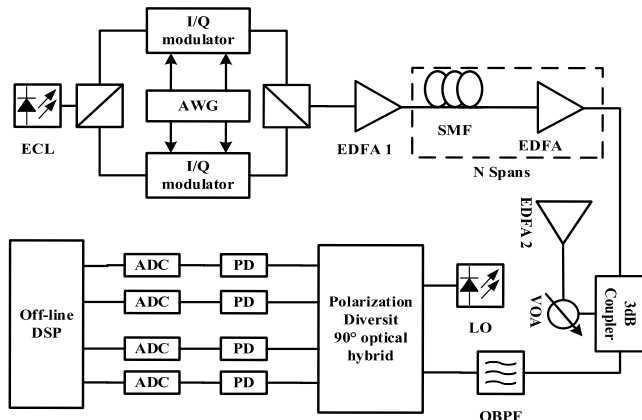 I/Q
modulator
AWG
I/Q
modulator
ECL
EDFA 1
SMF
EDFA
N Spans
EDFA 2
VOA
3dB
Coupler
Off-line
DSP
ADC
PD
ADC
PD
ADC
PD
ADC
PD
Polarization
Diversit
90° optical
hybrid
LO
OBPF